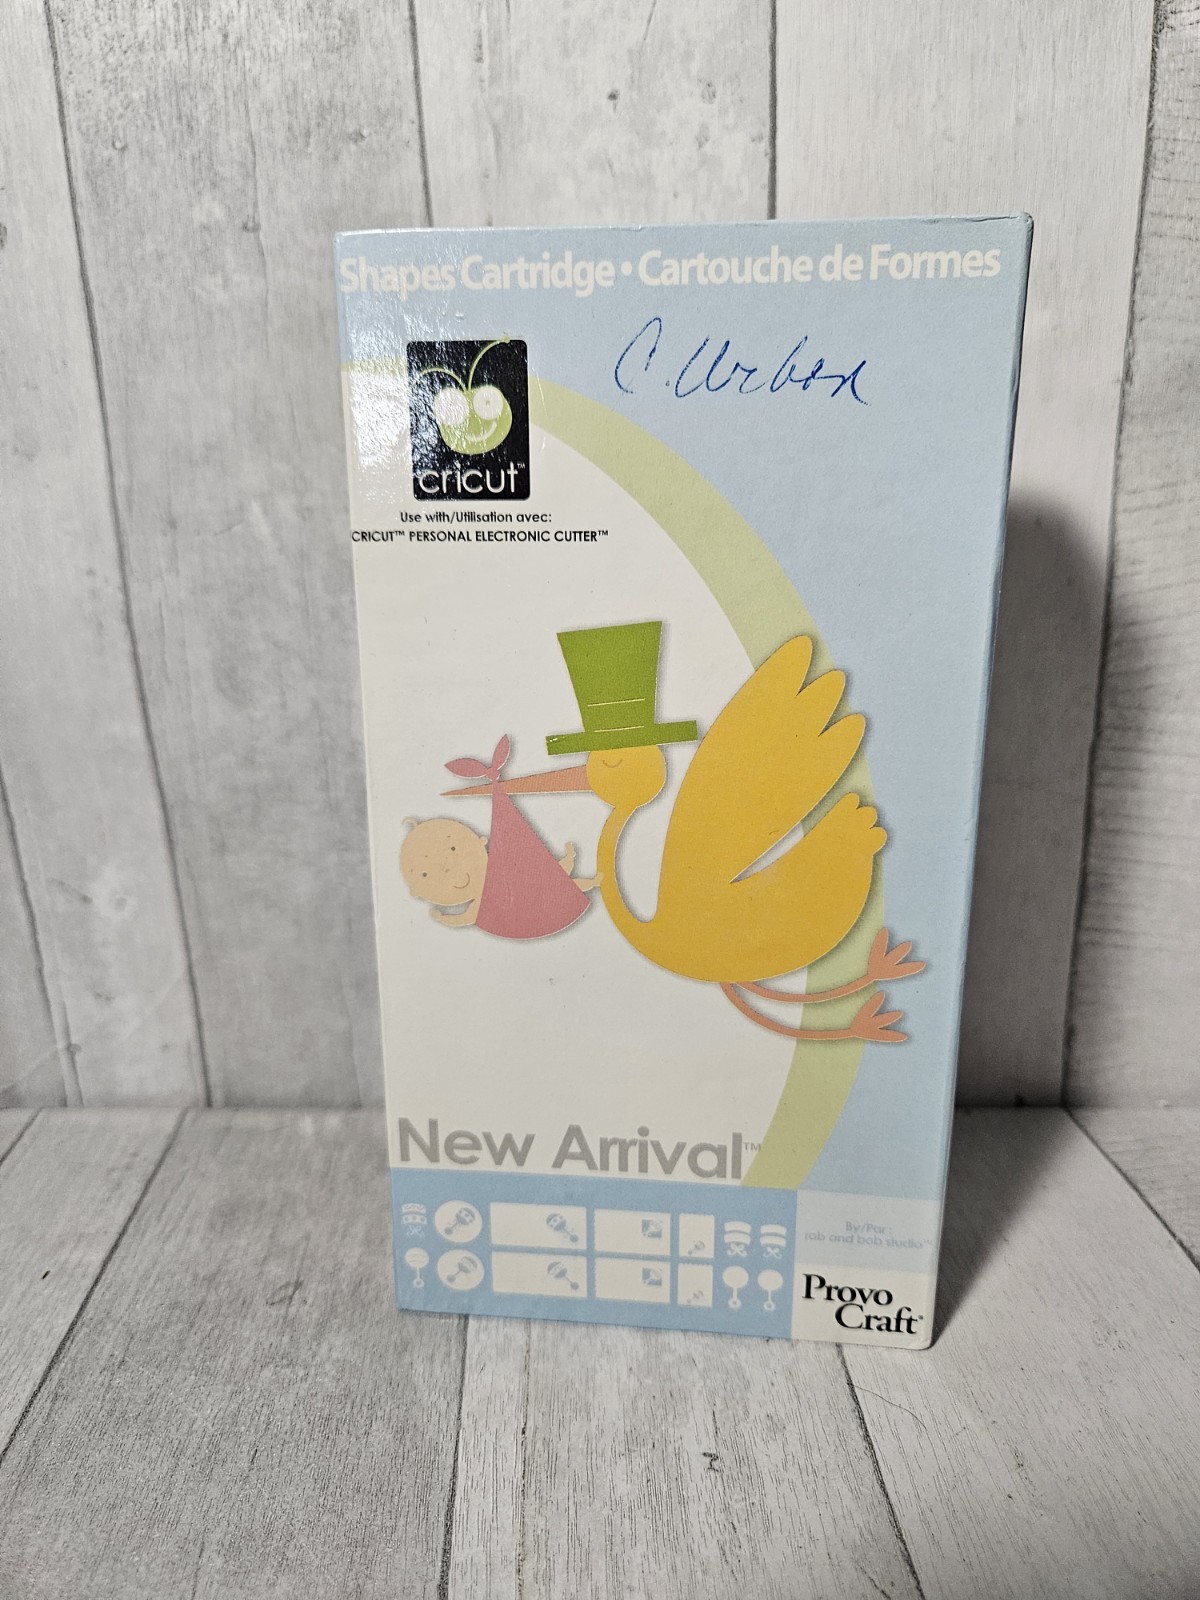 Shapes Cartridge • Cartouche de Formes
C. Urban
cricut™
Use with/Utilisation avec:
CRICUT™ PERSONAL ELECTRONIC CUTTER™
New Arrival™
By/Par:
rob and bob studio™
Provo
Craft®